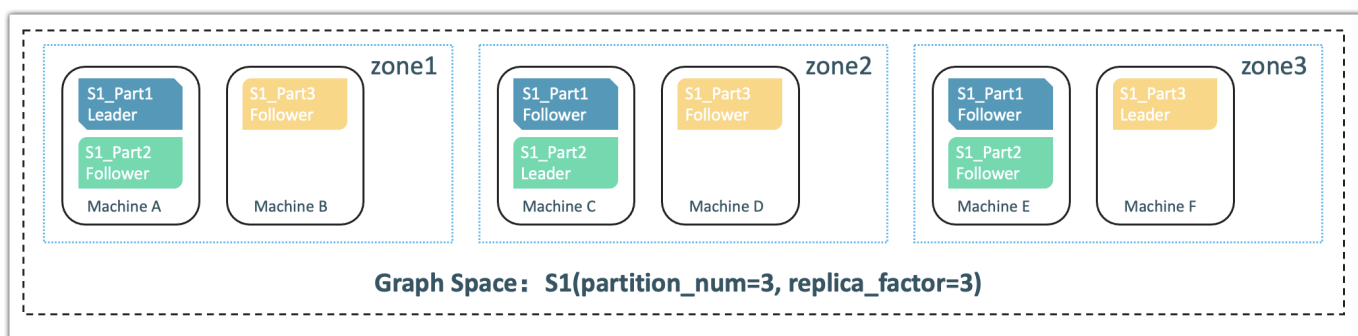 zone1
S1_Part1
Leader
S1_Part2
Follower
Machine A
S1_Part3
Follower
Machine B
zone2
S1_Part1
Follower
S1_Part2
Leader
Machine C
S1_Part3
Follower
Machine D
zone3
S1_Part1
Follower
S1_Part2
Follower
Machine E
S1_Part3
Leader
Machine F
Graph Space： S1(partition_num=3, replica_factor=3)